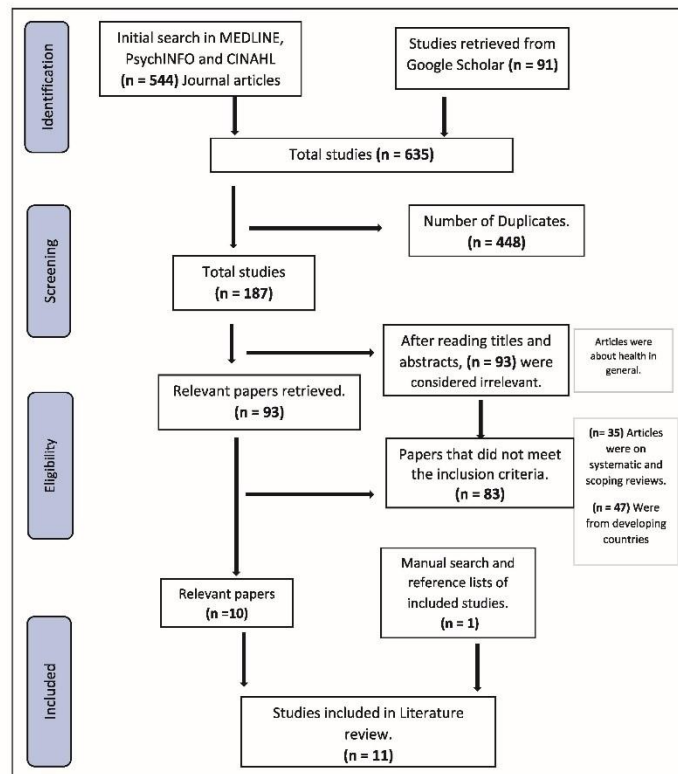 Identification
Initial search in MEDLINE,
PsychINFO and CINAHL
(n = 544) Journal articles
Studies retrieved from
Google Scholar (n = 91)
Total studies (n = 635)
Screening
Number of Duplicates.
(n = 448)
Total studies
(n = 187)
After reading titles and
abstracts, (n = 93) were
considered irrelevant.
Articles were
about health in
general.
Eligibility
Relevant papers retrieved.
(n = 93)
Papers that did not meet
the inclusion criteria.
(n = 83)
(n= 35) Articles
were on
systematic and
scoping reviews.
(n = 47) Were
from developing
countries
Included
Relevant papers
(n =10)
Manual search and
reference lists of
included studies.
(n = 1)
Studies included in Literature
review.
(n = 11)